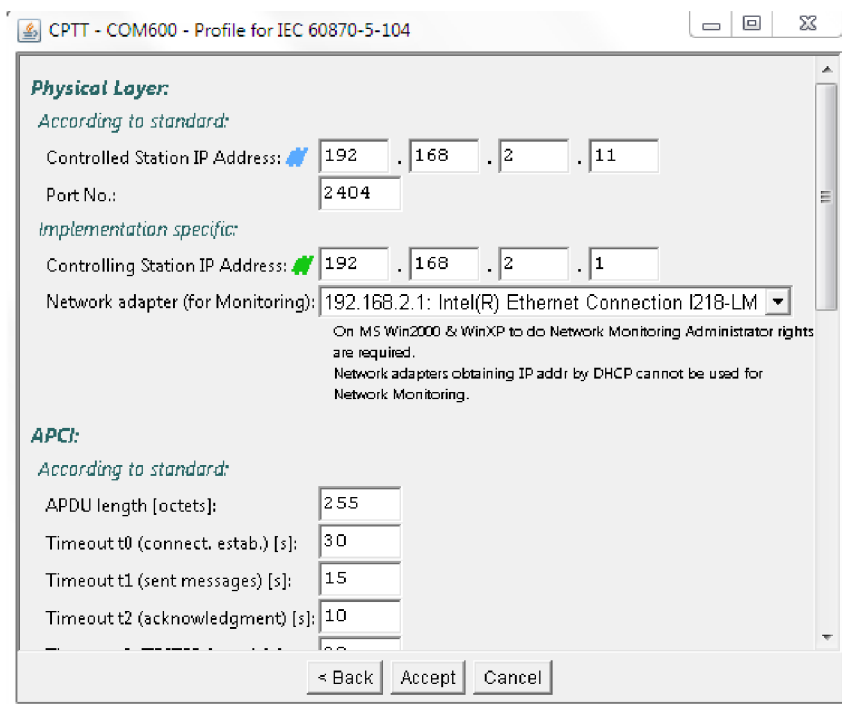 CPTT - COM600 - Profile for IEC 60870-5-104
Physical Layer:
According to standard:
Controlled Station IP Address: 192 . 168 . 2 . 11
Port No.: 2404
Implementation specific:
Controlling Station IP Address: 192 . 168 . 2 . 1
Network adapter (for Monitoring): 192.168.2.1: Intel(R) Ethernet Connection I218-LM
On MS Win2000 & WinXP to do Network Monitoring Administrator rights
are required.
Network adapters obtaining IP addr by DHCP cannot be used for
Network Monitoring.
APCI:
According to standard:
APDU length [octets]: 255
Timeout t0 (connect. estab.) [s]: 30
Timeout t1 (sent messages) [s]: 15
Timeout t2 (acknowledgment) [s]: 10
< Back Accept Cancel